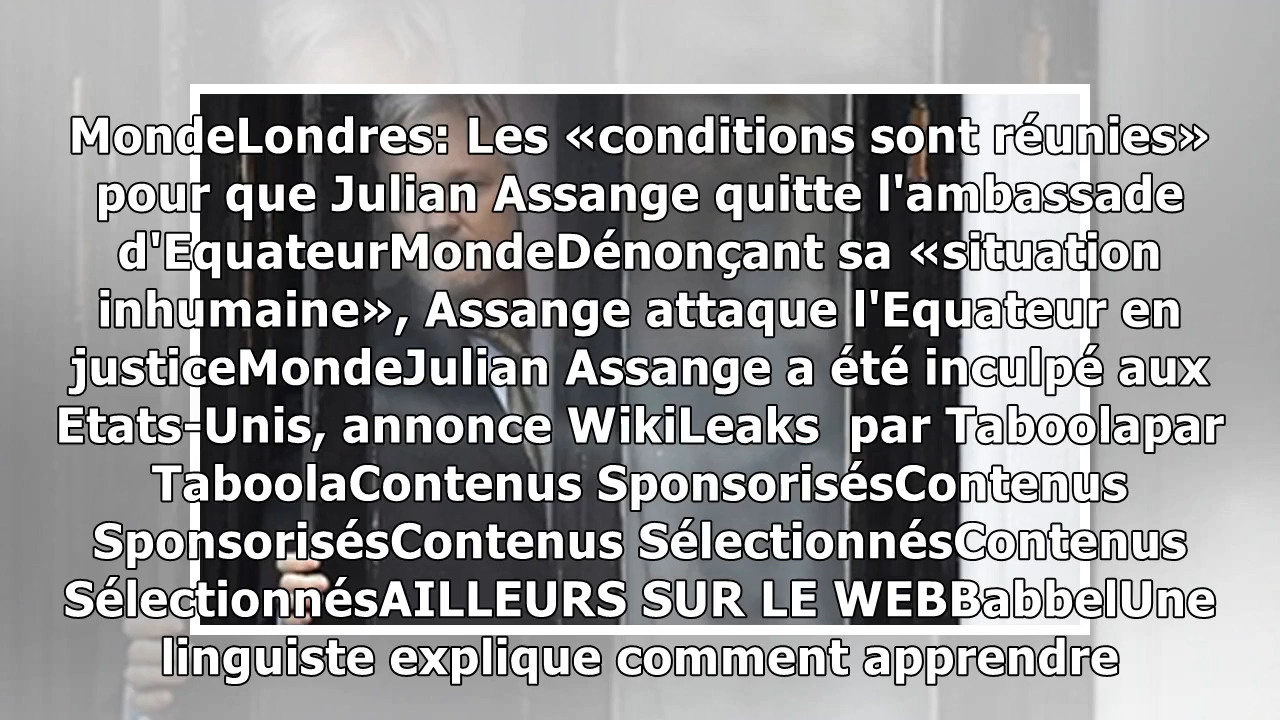 MondeLondres: Les «conditions sont réunies»
pour que Julian Assange quitte l'ambassade
d'EquateurMondeDénonçant sa «situation
inhumaine», Assange attaque l'Equateur en
justiceMondeJulian Assange a été inculpé aux
Etats-Unis, annonce WikiLeaks  par Taboolapar
TaboolaContenus SponsorisésContenus
SponsorisésContenus SélectionnésContenus
SélectionnésAILLEURS SUR LE WEBBabbelUne
linguiste explique comment apprendre